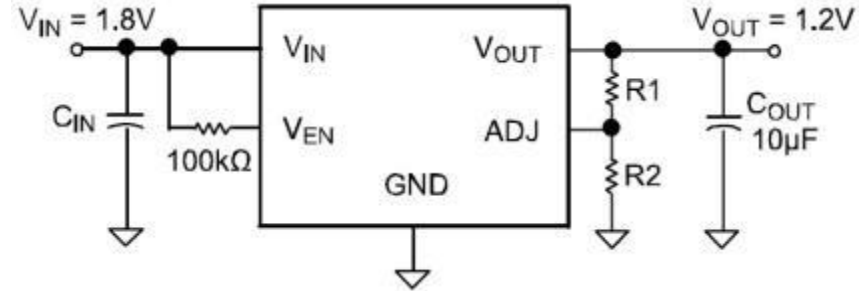 V_IN = 1.8V
V_OUT = 1.2V
V_IN
V_OUT
R1
C_IN
C_OUT
10µF
V_EN
ADJ
100kΩ
R2
GND